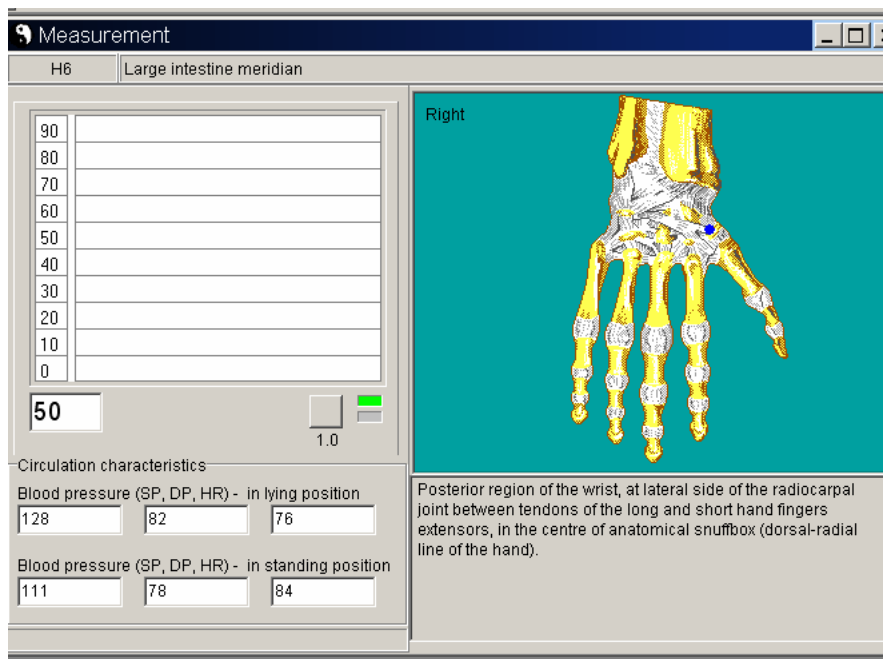 Measurement
H6 Large intestine meridian
90
80
70
60
50
40
30
20
10
0
50
1.0
Circulation characteristics
Blood pressure (SP, DP, HR) - in lying position
128 82 76
Blood pressure (SP, DP, HR) - in standing position
111 78 84
Right
Posterior region of the wrist, at lateral side of the radiocarpal
joint between tendons of the long and short hand fingers
extensors, in the centre of anatomical snuffbox (dorsal-radial
line of the hand).